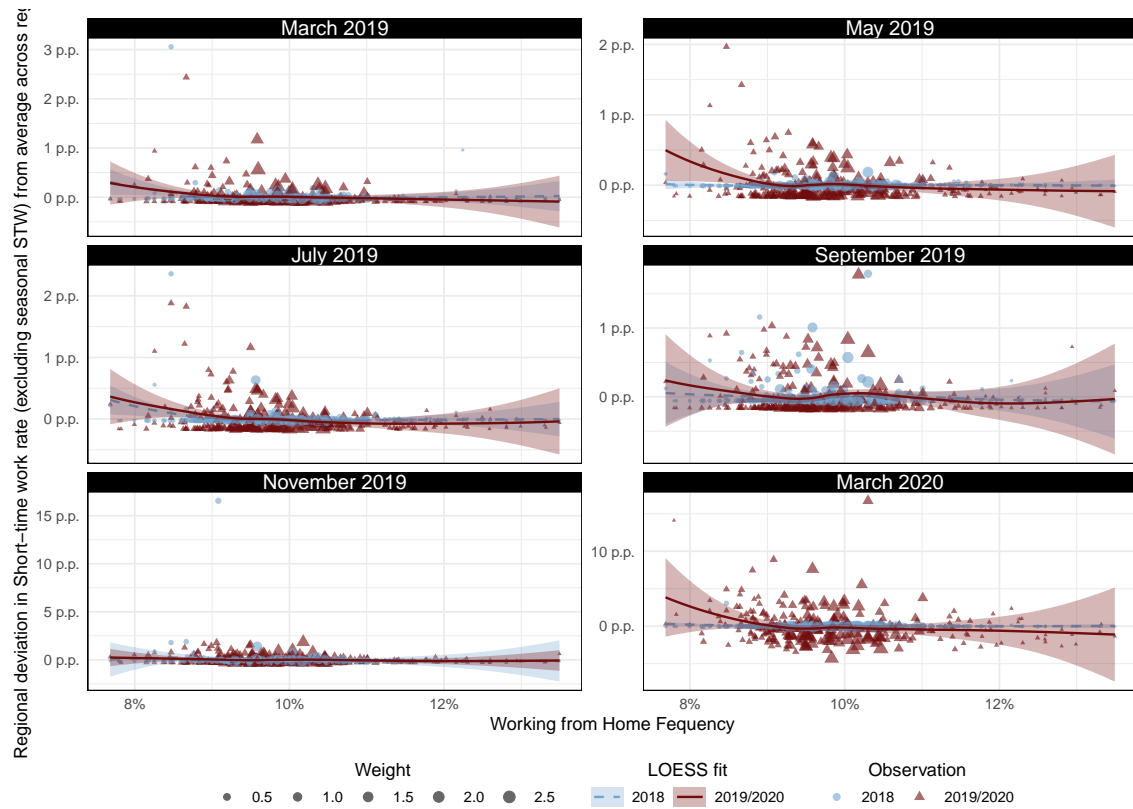 Regional deviation in Short−time work rate (excluding seasonal STW) from average across
March 2019
May 2019
3 p.p.
2 p.p.
1 p.p.
0 p.p.
2 p.p.
1 p.p.
0 p.p.
July 2019
September 2019
2 p.p.
1 p.p.
0 p.p.
1 p.p.
0 p.p.
November 2019
March 2020
15 p.p.
10 p.p.
5 p.p.
0 p.p.
10 p.p.
0 p.p.
8% 10% 12%
8% 10% 12%
Working from Home Fequency
Weight LOESS fit Observation
0.5 1.0 1.5 2.0 2.5 2018 2019/2020 2018 2019/2020